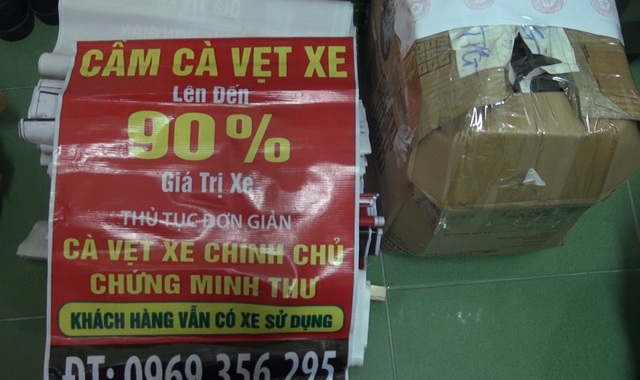 CẦM CÀ VẸT XE
Lên Đến
90%
Giá Trị Xe
THỦ TỤC ĐƠN GIẢN
CÀ VẸT XE CHINH CHỦ
CHỨNG MINH THƯ
KHÁCH HÀNG VẪN CÓ XE SỬ DỤNG
ĐT: 0969 356 295